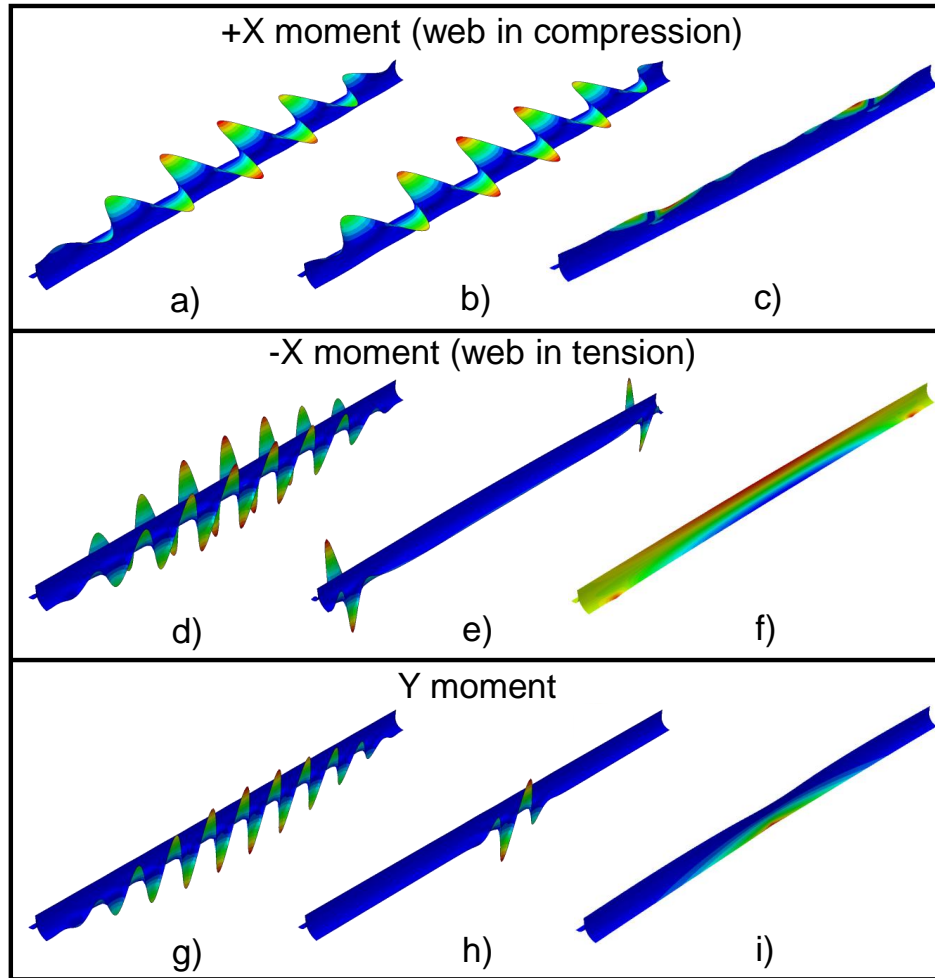 +X moment (web in compression)
a)
b)
c)
-X moment (web in tension)
d)
e)
f)
Y moment
g)
h)
i)